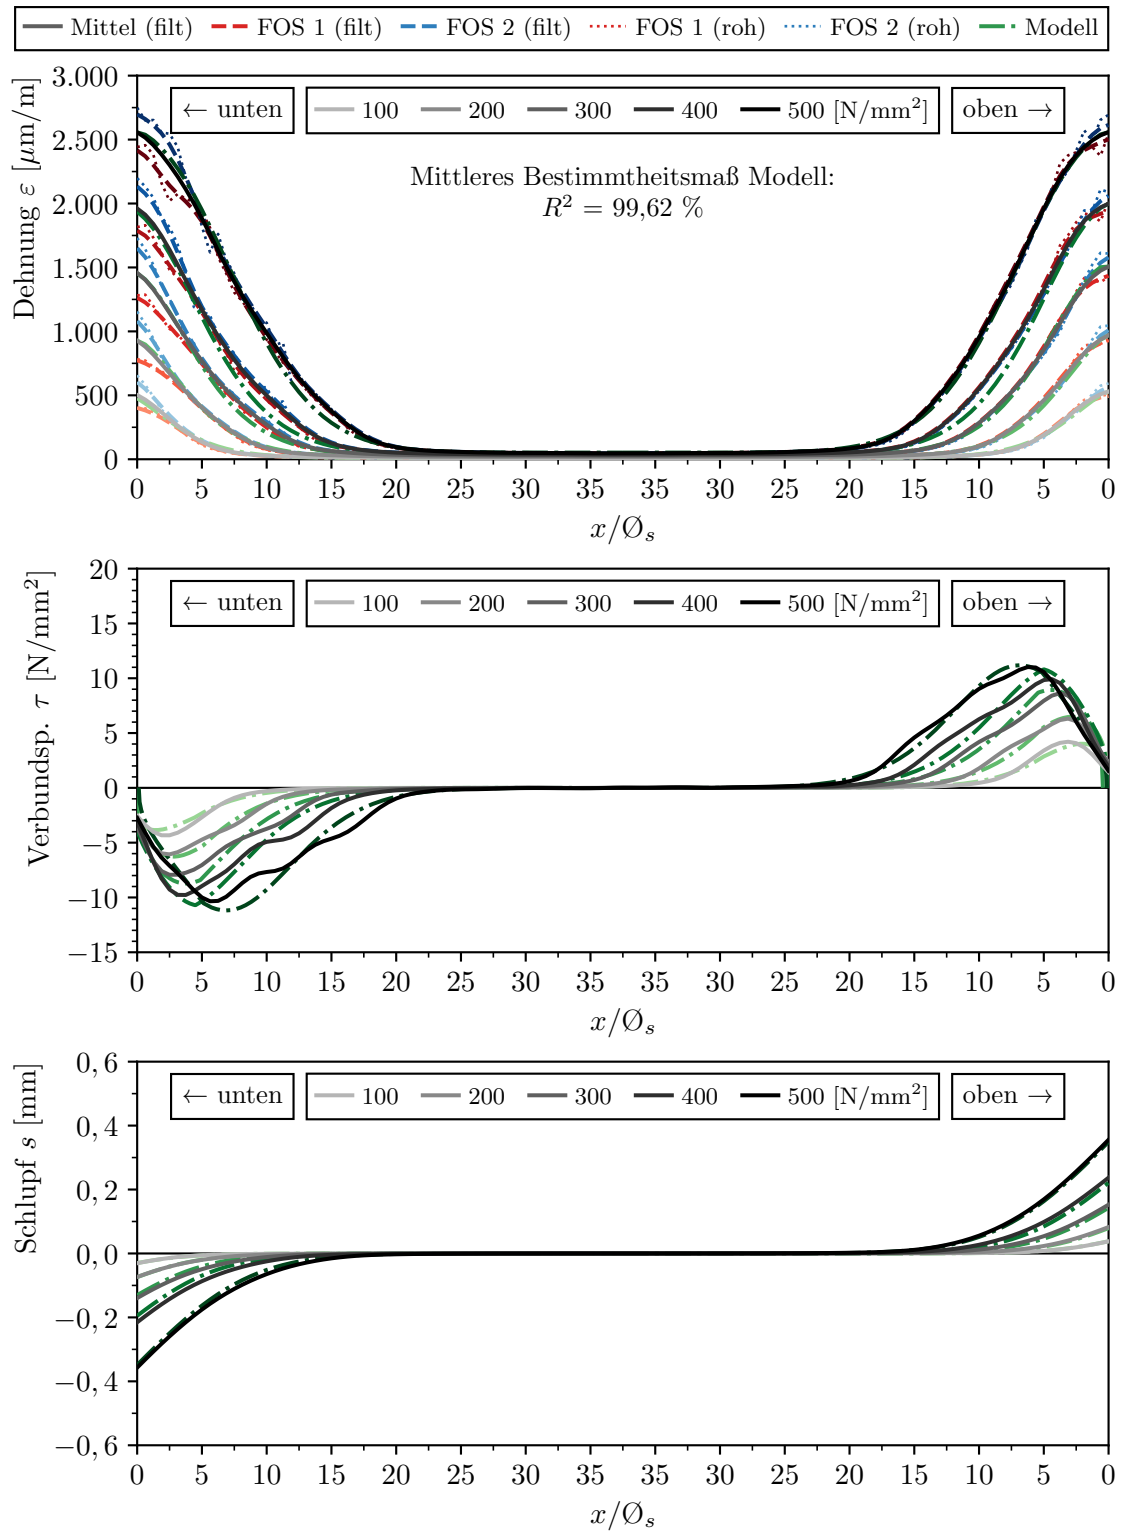 Mittel (filt) FOS 1 (filt) FOS 2 (filt) FOS 1 (roh) FOS 2 (roh) Modell
← unten 100 200 300 400 500 [N/mm²] oben →
Mittleres Bestimmtheitsmaß Modell:
R² = 99,62 %
Dehnung ε [µm/m]
3.000
2.500
2.000
1.500
1.000
500
0
0 5 10 15 20 25 30 35 35 30 25 20 15 10 5 0
x/Ø_s
← unten 100 200 300 400 500 [N/mm²] oben →
Verbundsp. τ [N/mm²]
20
15
10
5
0
−5
−10
−15
0 5 10 15 20 25 30 35 35 30 25 20 15 10 5 0
x/Ø_s
← unten 100 200 300 400 500 [N/mm²] oben →
Schlupf s [mm]
0,6
0,4
0,2
0,0
−0,2
−0,4
−0,6
0 5 10 15 20 25 30 35 35 30 25 20 15 10 5 0
x/Ø_s